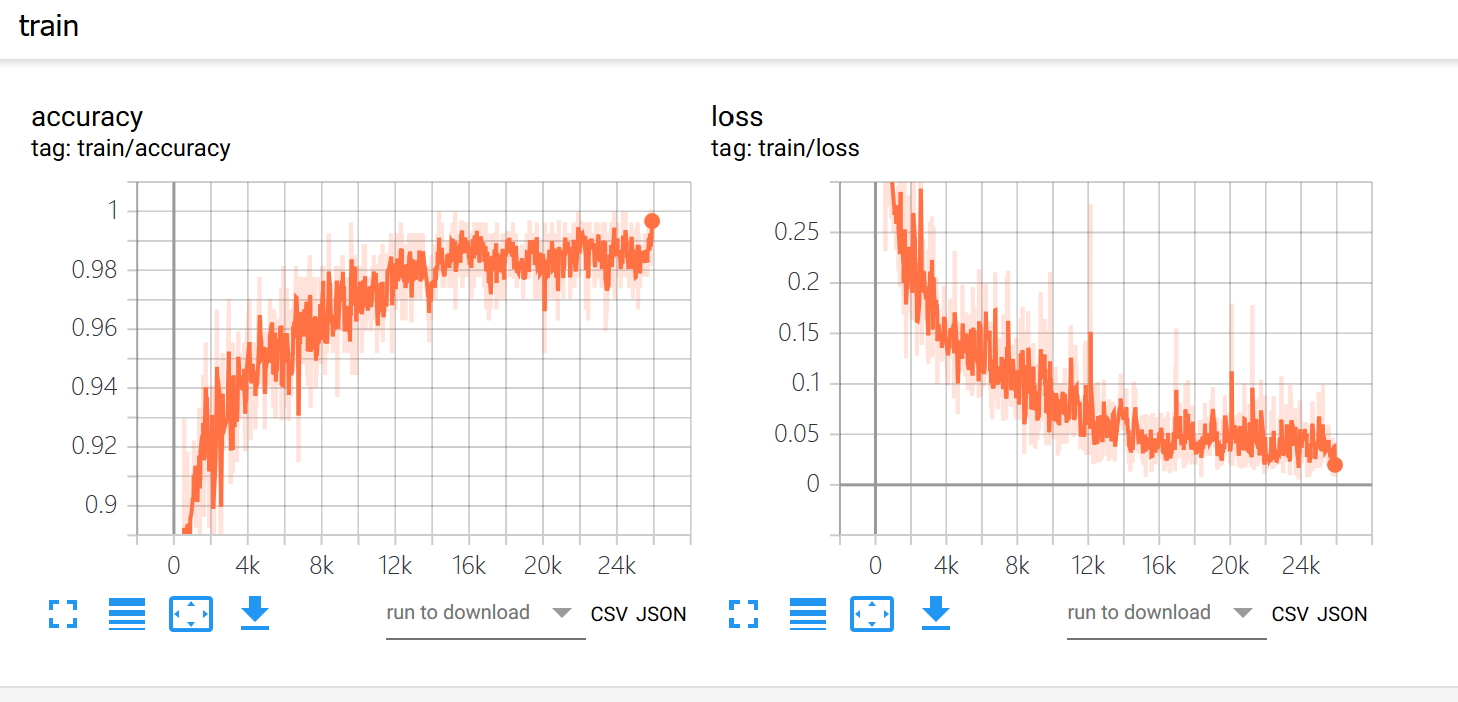 train
accuracy
tag: train/accuracy
1
0.98
0.96
0.94
0.92
0.9
0 4k 8k 12k 16k 20k 24k
run to download CSV JSON
loss
tag: train/loss
0.25
0.2
0.15
0.1
0.05
0
0 4k 8k 12k 16k 20k 24k
run to download CSV JSON